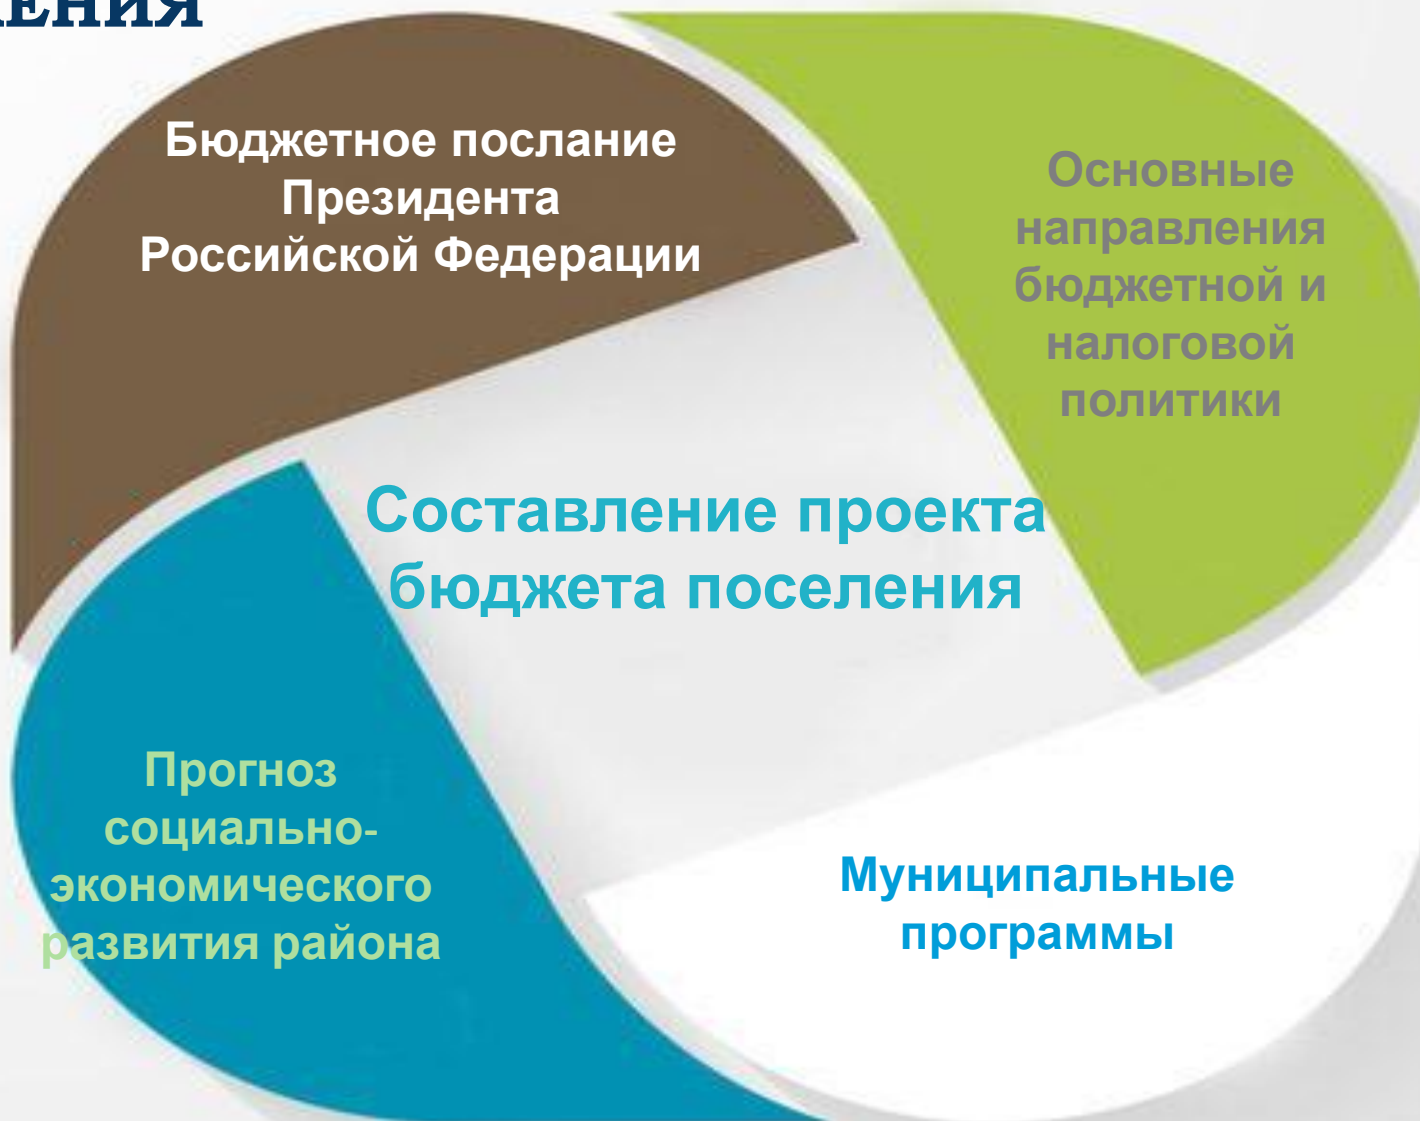 Бюджетное послание
Президента
Российской Федерации
Основные
направления
бюджетной и
налоговой
политики
Составление проекта
бюджета поселения
Прогноз
социально-
экономического
развития района
Муниципальные
программы